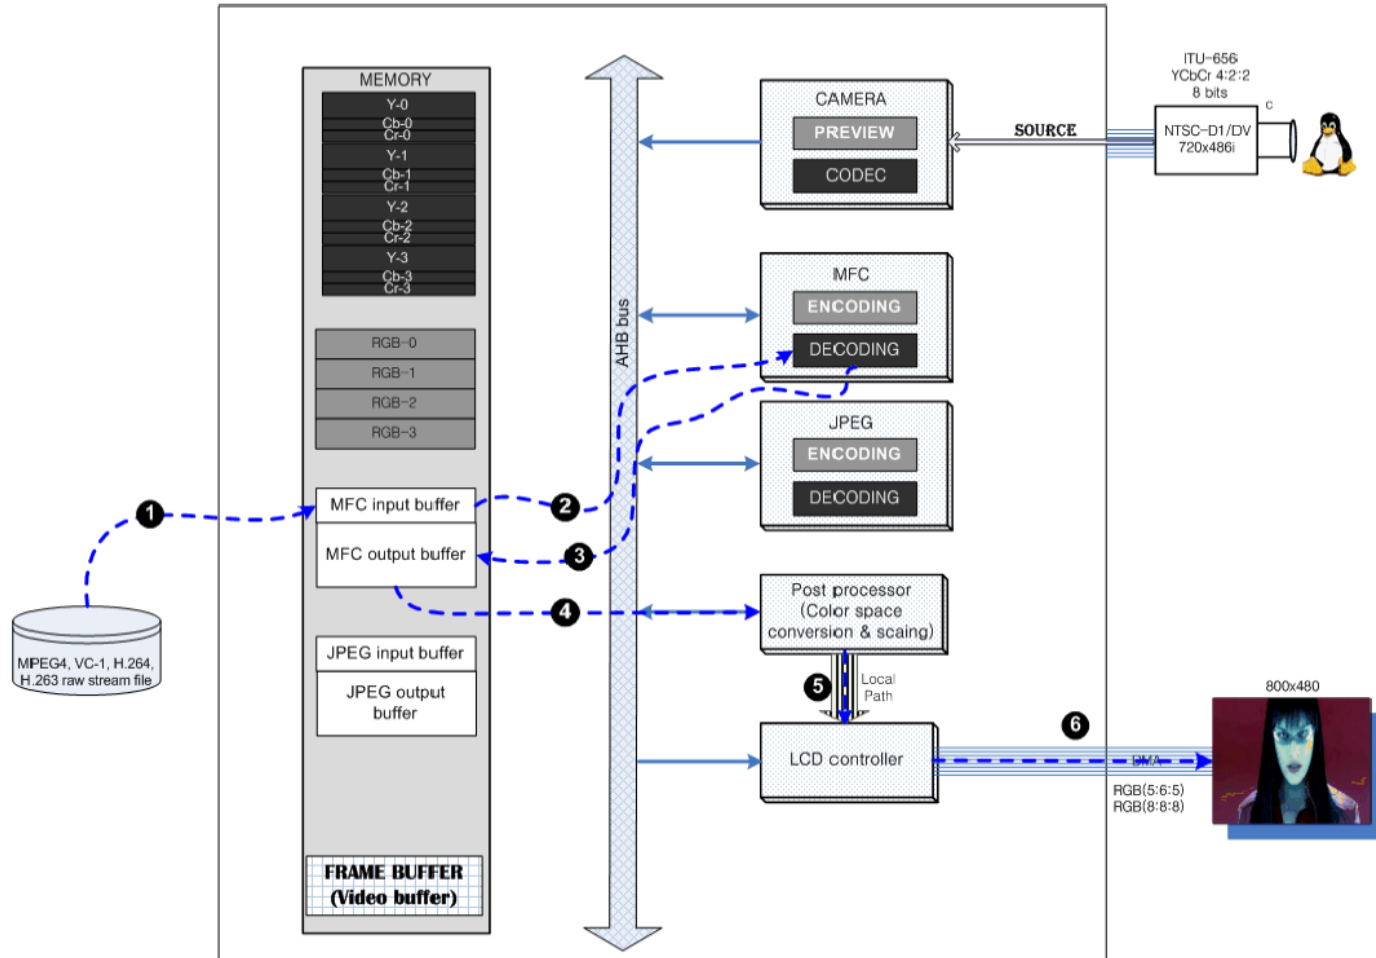 MEMORY
Y-0
Cb-0
Cr-0
Y-1
Cb-1
Cr-1
Y-2
Cb-2
Cr-2
Y-3
Cb-3
Cr-3
RGB-0
RGB-1
RGB-2
RGB-3
MFC input buffer
MFC output buffer
JPEG input buffer
JPEG output
buffer
FRAME BUFFER
(Video buffer)
1
2
3
4
5
6
MPEG4, VC-1, H.264,
H.263 raw stream file
AHB bus
CAMERA
PREVIEW
CODEC
SOURCE
ITU-656
YCbCr 4:2:2
8 bits
C
NTSC-D1/DV
720x486i
MFC
ENCODING
DECODING
JPEG
ENCODING
DECODING
Post processor
(Color space
conversion & scaing)
Local
Path
LCD controller
DMA
RGB(5:6:5)
RGB(8:8:8)
800x480